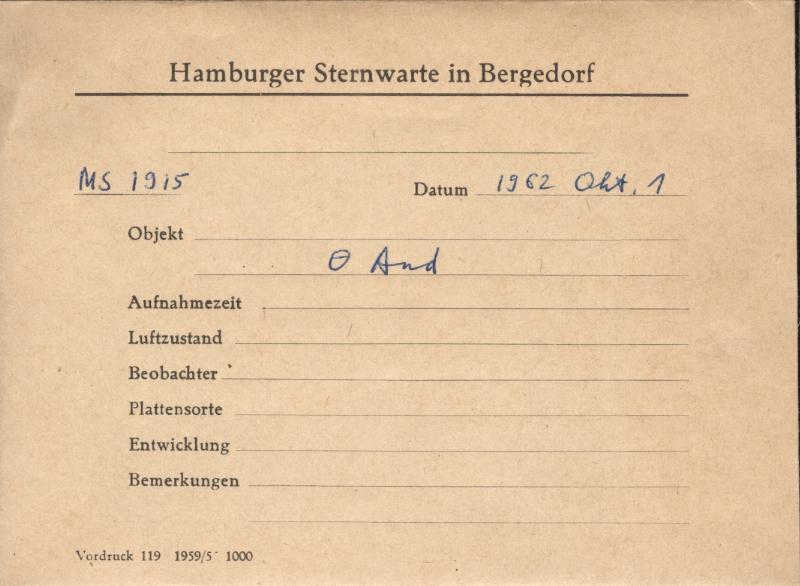 Hamburger Sternwarte in Bergedorf
MS 1915 Datum 1962 Okt. 1
Objekt
Θ And
Aufnahmezeit
Luftzustand
Beobachter
Plattensorte
Entwicklung
Bemerkungen
Vordruck 119 1959/5 1000